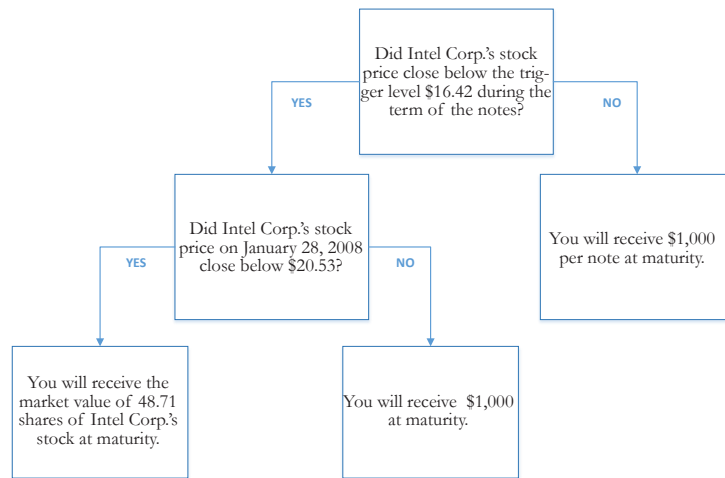 Did Intel Corp.'s stock
price close below the trig-
ger level $16.42 during the
term of the notes?
YES
NO
Did Intel Corp.'s stock
price on January 28, 2008
close below $20.53?
You will receive $1,000
per note at maturity.
YES
NO
You will receive the
market value of 48.71
shares of Intel Corp.'s
stock at maturity.
You will receive $1,000
at maturity.